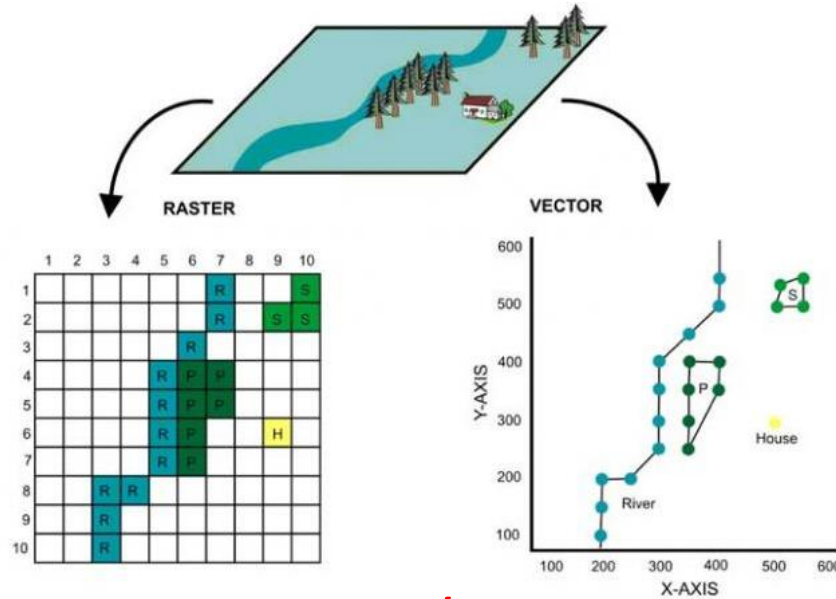 RASTER
VECTOR
1 2 3 4 5 6 7 8 9 10
1 R S
2 R S S
3 R
4 R P P
5 R P P
6 R P H
7 R P
8 R R
9 R
10 R
600
500
400
300
200
100
Y-AXIS
S
P
House
River
100 200 300 400 500 600
X-AXIS